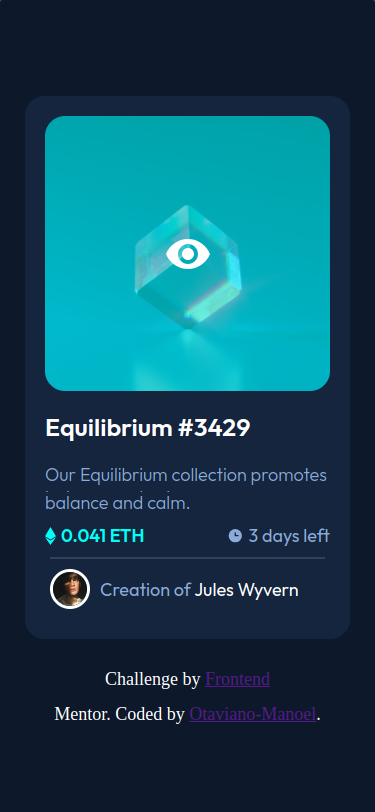 Equilibrium #3429
Our Equilibrium collection promotes
balance and calm.
0.041 ETH 3 days left
Creation of Jules Wyvern
Challenge by Frontend
Mentor. Coded by Otaviano-Manoel.